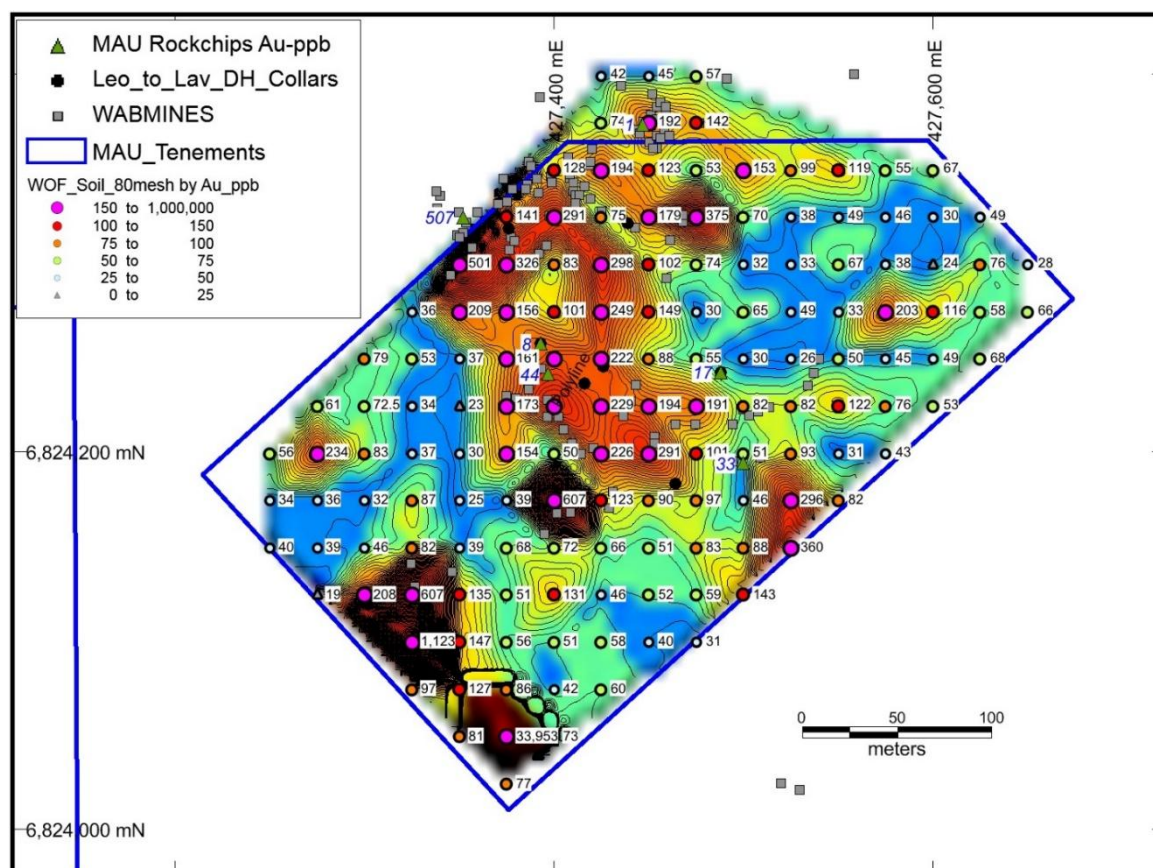 MAU Rockchips Au-ppb
Leo_to_Lav_DH_Collars
WABMINES
MAU_Tenements
WOF_Soil_80mesh by Au_ppb
150 to 1,000,000
100 to 150
75 to 100
50 to 75
25 to 50
0 to 25
427,400 mE
427,600 mE
42 45 57
74 1 192 142
128 194 123 53 153 99 119 55 67
507 141 291 75 179 375 70 38 49 46 30 49
501 326 83 298 102 74 32 33 67 38 24 76 28
36 209 156 101 249 149 30 65 49 33 203 116 58 66
8
79 53 37 161 222 88 55 30 26 50 45 49 68
44 17
Polyline
61 72.5 34 23 173 229 194 191 82 82 122 76 53
6,824,200 mN
56 234 83 37 30 154 50 226 291 101 51 93 31 43
33
34 36 32 87 25 39 607 123 90 97 46 296 82
40 39 46 82 39 68 72 66 51 83 88 360
19 208 607 135 51 131 46 52 59 143
1,123 147 56 51 58 40 31
97 127 86 42 60
81 33,953 73
77
0 50 100
meters
6,824,000 mN